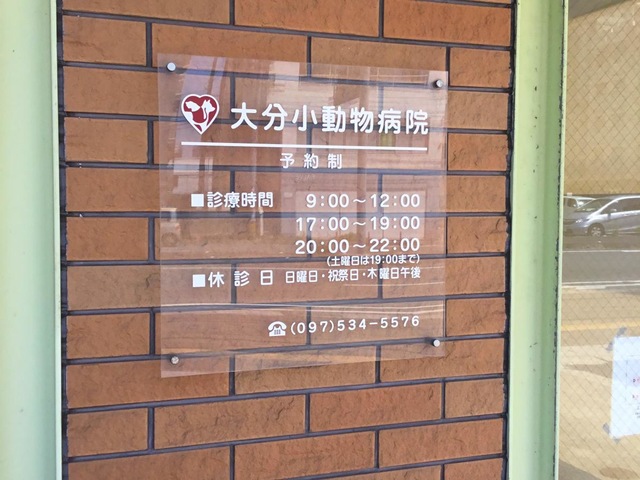 大分小動物病院
予約制
■診療時間 9:00～12:00
17:00～19:00
20:00～22:00
(土曜日は19:00まで)
■休診日 日曜日・祝祭日・木曜日午後
☎(097)534-5576